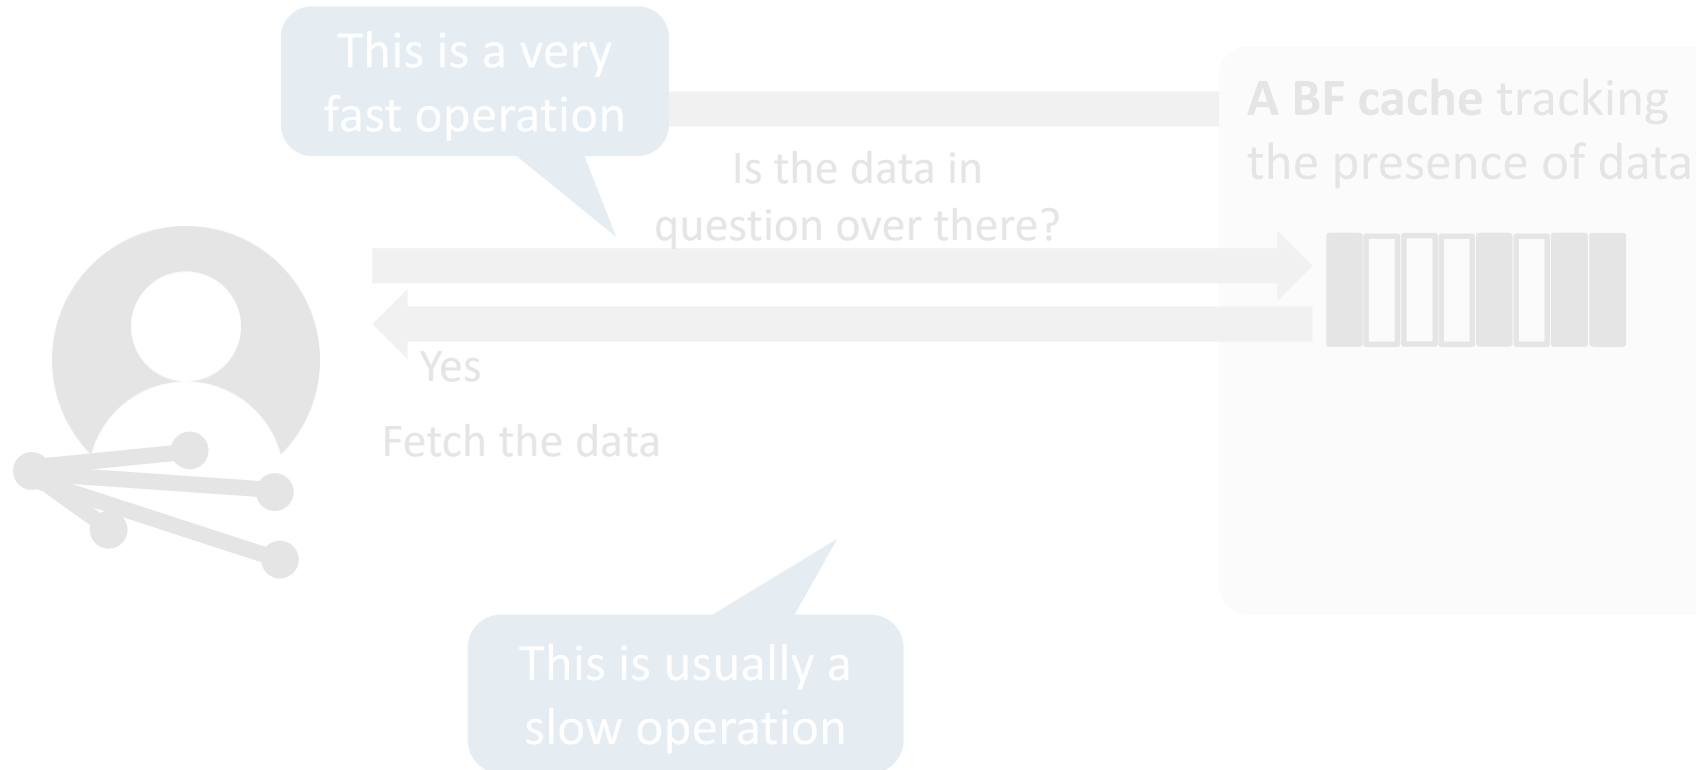 This is a very
fast operation
A BF cache tracking
the presence of data
Is the data in
question over there?
Yes
Fetch the data
This is usually a
slow operation